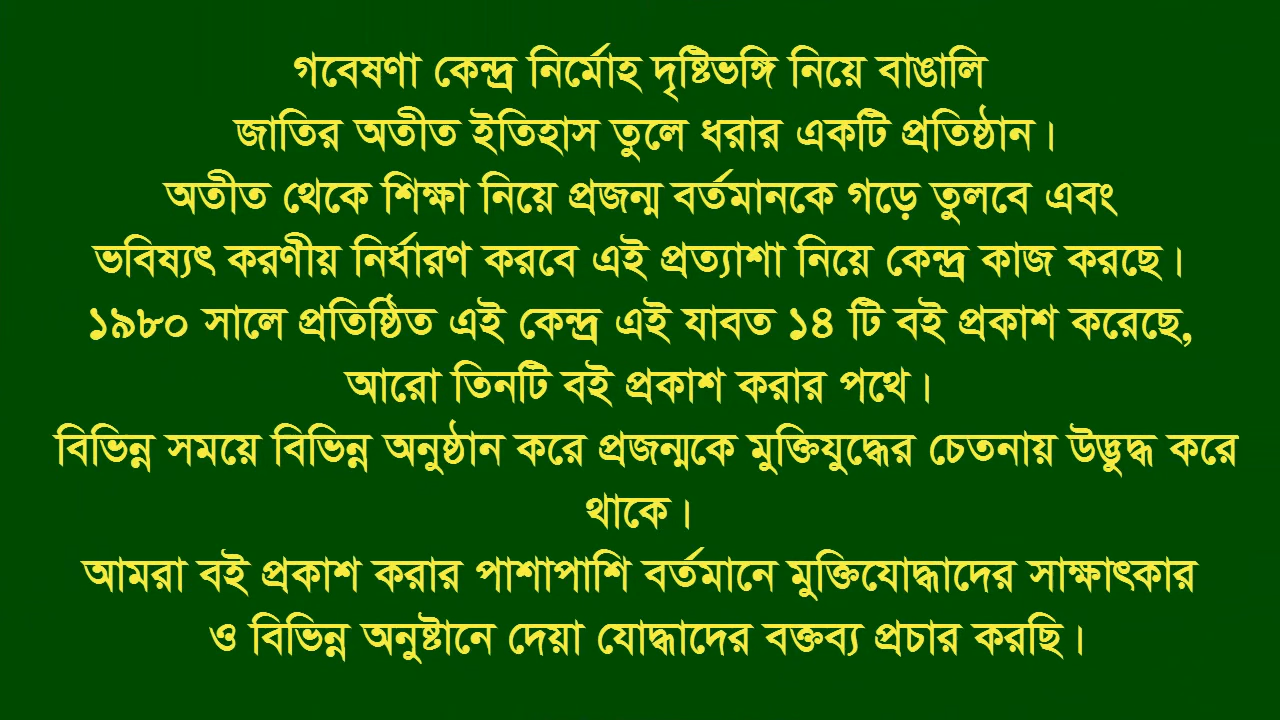 গবেষণা কেন্দ্র নির্মোহ দৃষ্টিভঙ্গি নিয়ে বাঙালি
জাতির অতীত ইতিহাস তুলে ধরার একটি প্রতিষ্ঠান।
অতীত থেকে শিক্ষা নিয়ে প্রজন্ম বর্তমানকে গড়ে তুলবে এবং
ভবিষ্যৎ করণীয় নির্ধারণ করবে এই প্রত্যাশা নিয়ে কেন্দ্র কাজ করছে।
১৯৮০ সালে প্রতিষ্ঠিত এই কেন্দ্র এই যাবত ১৪ টি বই প্রকাশ করেছে,
আরো তিনটি বই প্রকাশ করার পথে।
বিভিন্ন সময়ে বিভিন্ন অনুষ্ঠান করে প্রজন্মকে মুক্তিযুদ্ধের চেতনায় উদ্ভুদ্ধ করে
থাকে।
আমরা বই প্রকাশ করার পাশাপাশি বর্তমানে মুক্তিযোদ্ধাদের সাক্ষাৎকার
ও বিভিন্ন অনুষ্টানে দেয়া যোদ্ধাদের বক্তব্য প্রচার করছি।